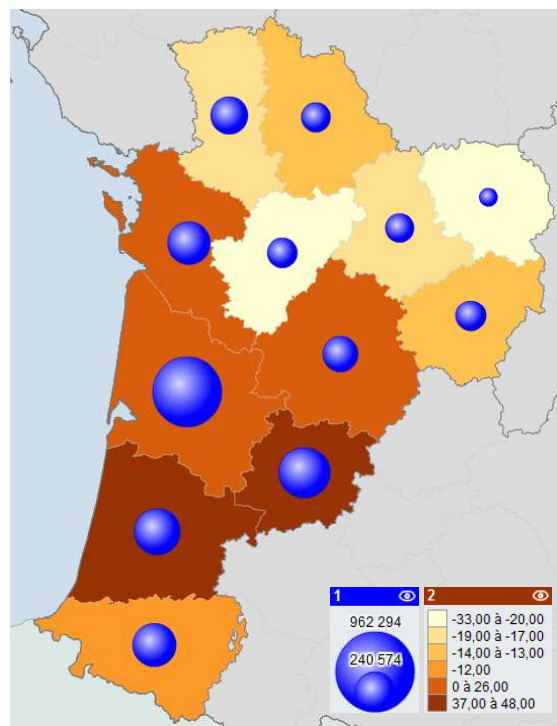 1
962 294
240 574
2
-33,00 à -20,00
-19,00 à -17,00
-14,00 à -13,00
-12,00
0 à 26,00
37,00 à 48,00